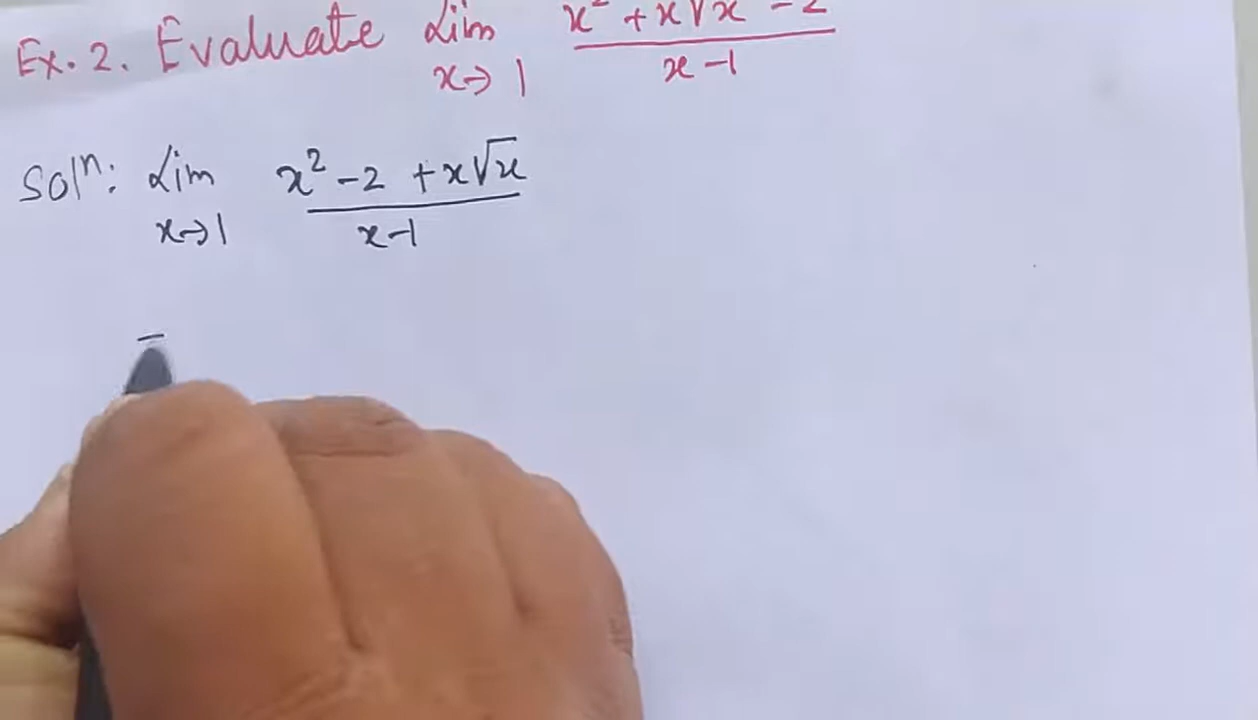 Ex. 2. Evaluate Lim x² + x√x - 2
x→1 x-1
Soln: Lim x² - 2 + x√x
x→1 x-1
=